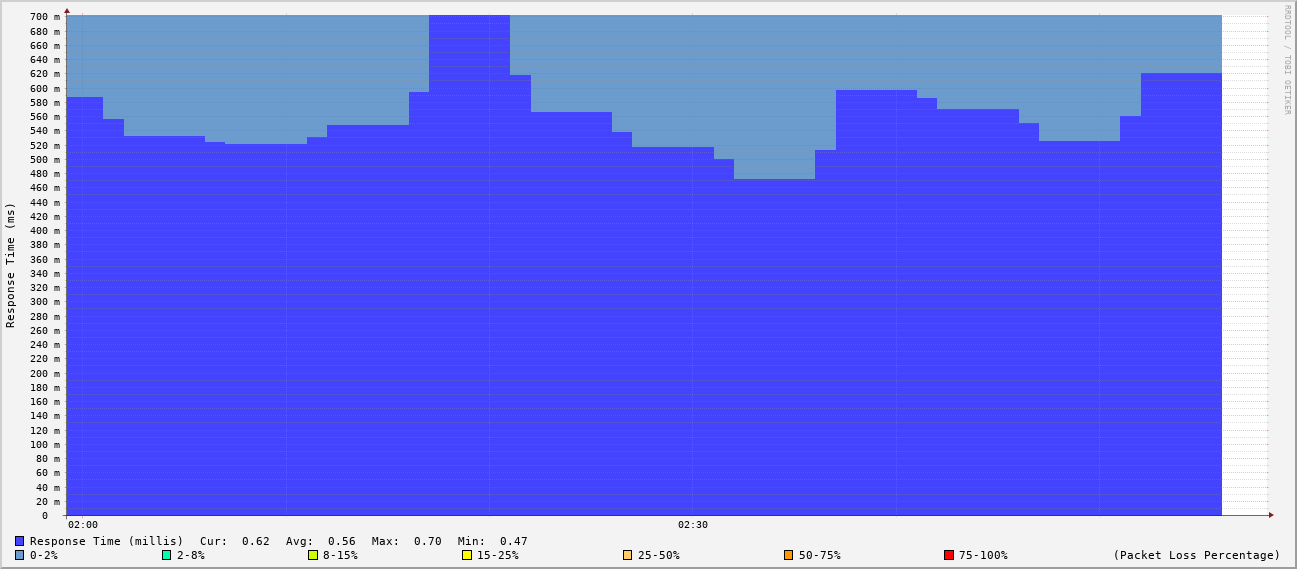 RRDTOOL / TOBI OETIKER
Response Time (ms)
700 m
680 m
660 m
640 m
620 m
600 m
580 m
560 m
540 m
520 m
500 m
480 m
460 m
440 m
420 m
400 m
380 m
360 m
340 m
320 m
300 m
280 m
260 m
240 m
220 m
200 m
180 m
160 m
140 m
120 m
100 m
80 m
60 m
40 m
20 m
0
02:00 02:30
Response Time (millis) Cur: 0.62 Avg: 0.56 Max: 0.70 Min: 0.47
0-2% 2-8% 8-15% 15-25% 25-50% 50-75% 75-100% (Packet Loss Percentage)